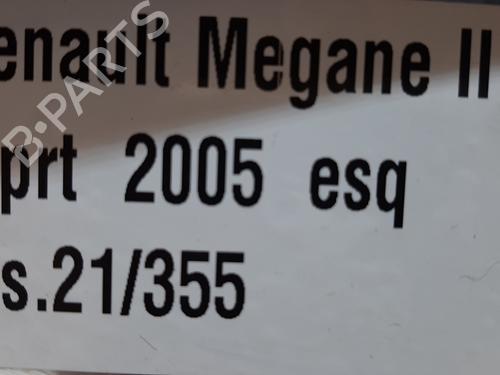 enault Megane II
prt 2005 esq
s.21/355
B-PARTS